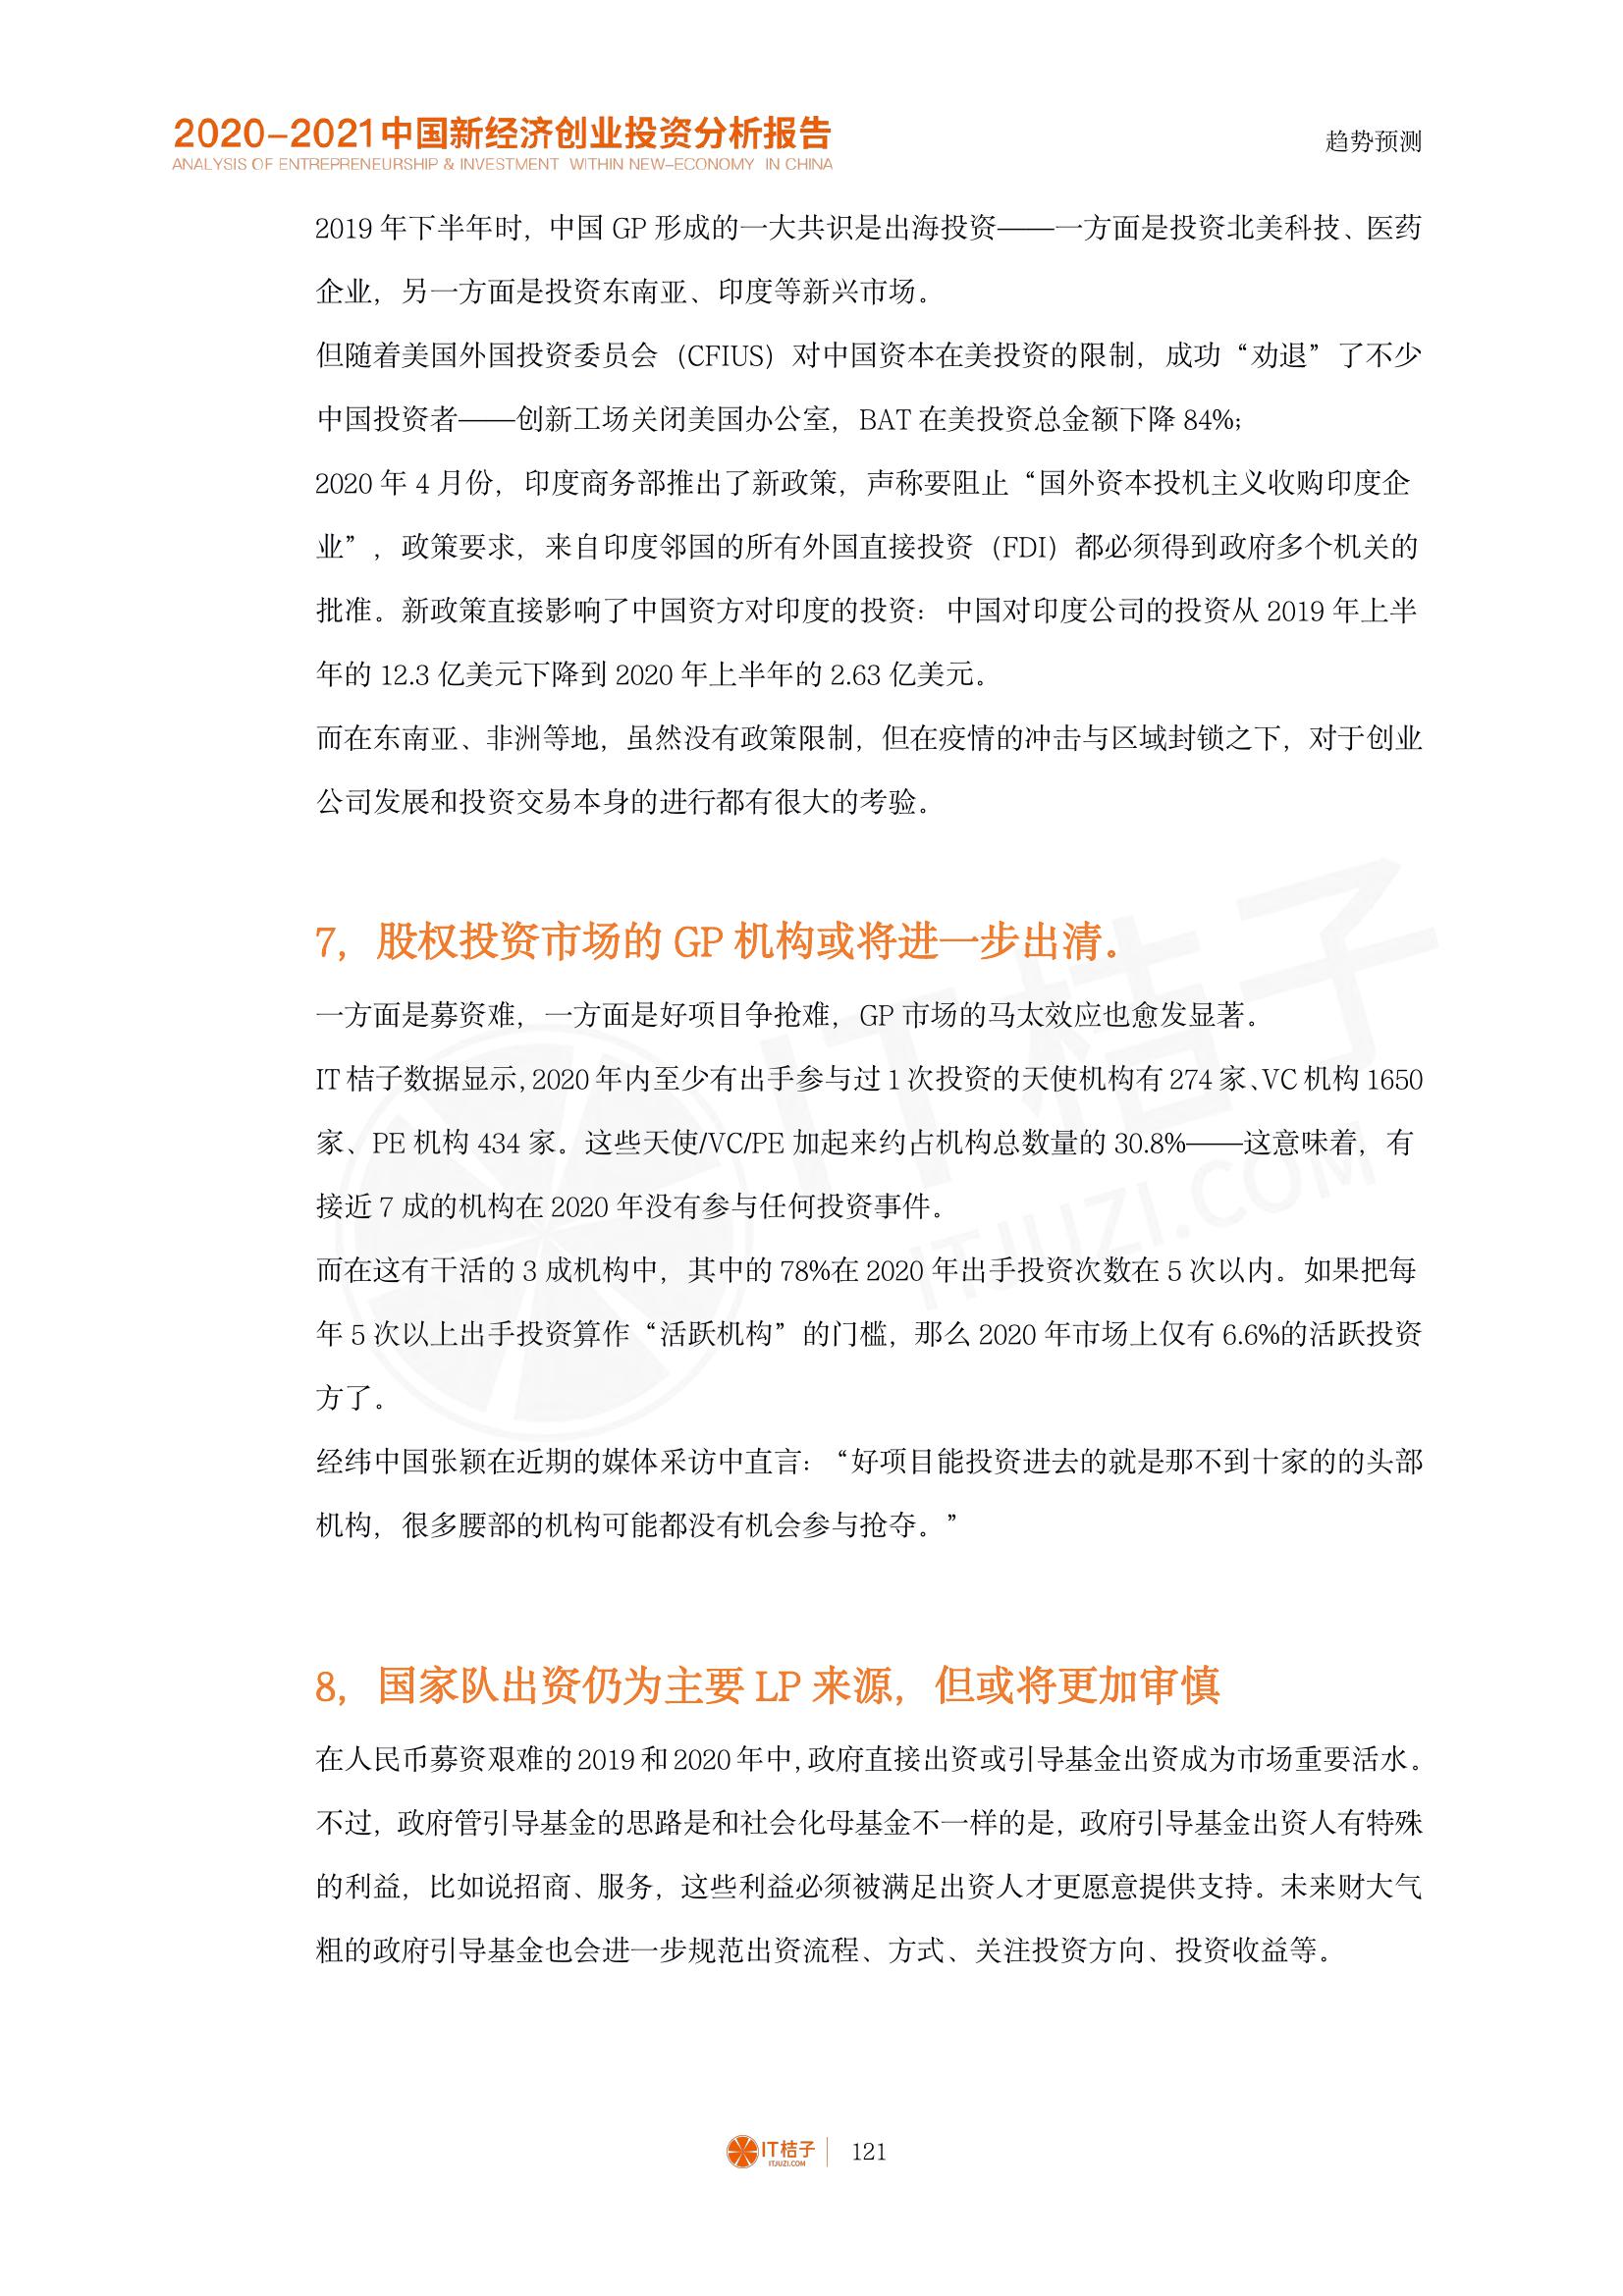 2020-2021中国新经济创业投资分析报告
ANALYSIS OF ENTREPRENEURSHIP & INVESTMENT WITHIN NEW-ECONOMY IN CHINA
趋势预测
2019 年下半年时，中国 GP 形成的一大共识是出海投资——一方面是投资北美科技、医药
企业，另一方面是投资东南亚、印度等新兴市场。
但随着美国外国投资委员会（CFIUS）对中国资本在美投资的限制，成功“劝退”了不少
中国投资者——创新工场关闭美国办公室，BAT 在美投资总金额下降 84%;
2020 年 4 月份，印度商务部推出了新政策，声称要阻止“国外资本投机主义收购印度企
业”，政策要求，来自印度邻国的所有外国直接投资（FDI）都必须得到政府多个机关的
批准。新政策直接影响了中国资方对印度的投资：中国对印度公司的投资从 2019 年上半
年的 12.3 亿美元下降到 2020 年上半年的 2.63 亿美元。
而在东南亚、非洲等地，虽然没有政策限制，但在疫情的冲击与区域封锁之下，对于创业
公司发展和投资交易本身的进行都有很大的考验。
7，股权投资市场的 GP 机构或将进一步出清。
一方面是募资难，一方面是好项目争抢难，GP 市场的马太效应也愈发显著。
IT 桔子数据显示，2020 年内至少有出手参与过 1 次投资的天使机构有 274 家、VC 机构 1650
家、PE 机构 434 家。这些天使/VC/PE 加起来约占机构总数量的 30.8%——这意味着，有
接近 7 成的机构在 2020 年没有参与任何投资事件。
而在这有干活的 3 成机构中，其中的 78%在 2020 年出手投资次数在 5 次以内。如果把每
年 5 次以上出手投资算作“活跃机构”的门槛，那么 2020 年市场上仅有 6.6%的活跃投资
方了。
经纬中国张颖在近期的媒体采访中直言：“好项目能投资进去的就是那不到十家的的头部
机构，很多腰部的机构可能都没有机会参与抢夺。”
8，国家队出资仍为主要 LP 来源，但或将更加审慎
在人民币募资艰难的 2019 和 2020 年中，政府直接出资或引导基金出资成为市场重要活水。
不过，政府管引导基金的思路是和社会化母基金不一样的是，政府引导基金出资人有特殊
的利益，比如说招商、服务，这些利益必须被满足出资人才更愿意提供支持。未来财大气
粗的政府引导基金也会进一步规范出资流程、方式、关注投资方向、投资收益等。
IT桔子
ITJUZI.COM
IT桔子
ITJUZI.COM
121